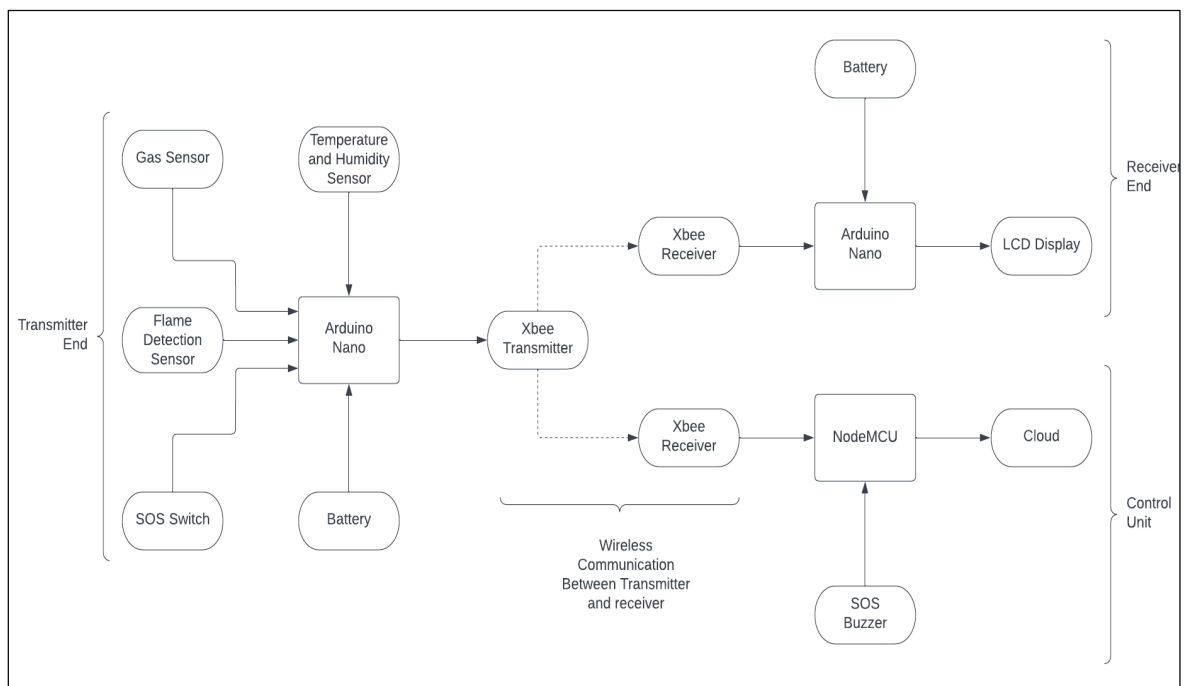 Battery
Gas Sensor
Temperature
and Humidity
Sensor
Receiver
End
Xbee
Receiver
Arduino
Nano
LCD Display
Transmitter
End
Flame
Detection
Sensor
Arduino
Nano
Xbee
Transmitter
Xbee
Receiver
NodeMCU
Cloud
SOS Switch
Battery
Control
Unit
Wireless
Communication
Between Transmitter
and receiver
SOS
Buzzer